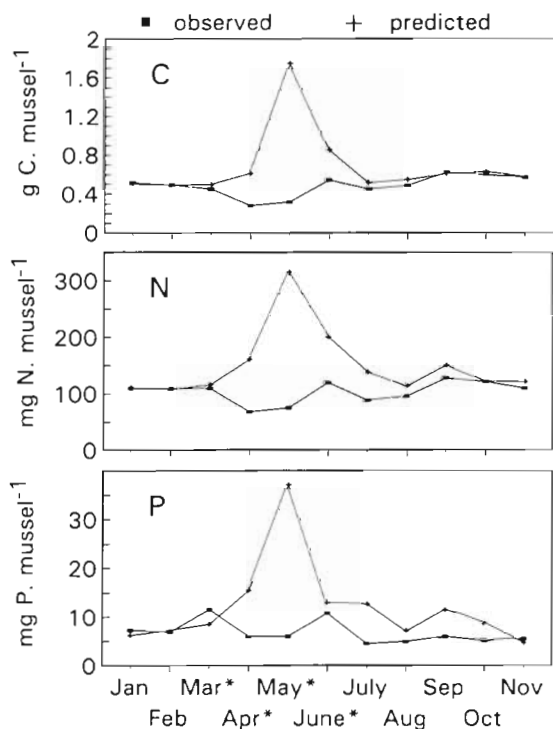 observed predicted
C
g C. mussel⁻¹
2
1.6
1.2
0.8
0.4
0
N
mg N. mussel⁻¹
300
200
100
0
P
mg P. mussel⁻¹
30
20
10
0
Jan Mar* May* July Sep Nov
Feb Apr* June* Aug Oct